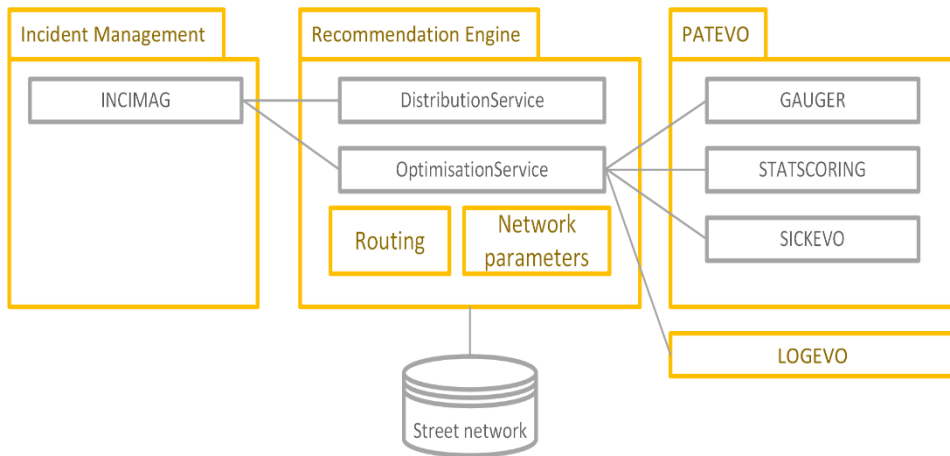 Incident Management
Recommendation Engine
PATEVO
INCIMAG
DistributionService
GAUGER
OptimisationService
STATSCORING
SICKEVO
Routing
Network
parameters
LOGEVO
Street network